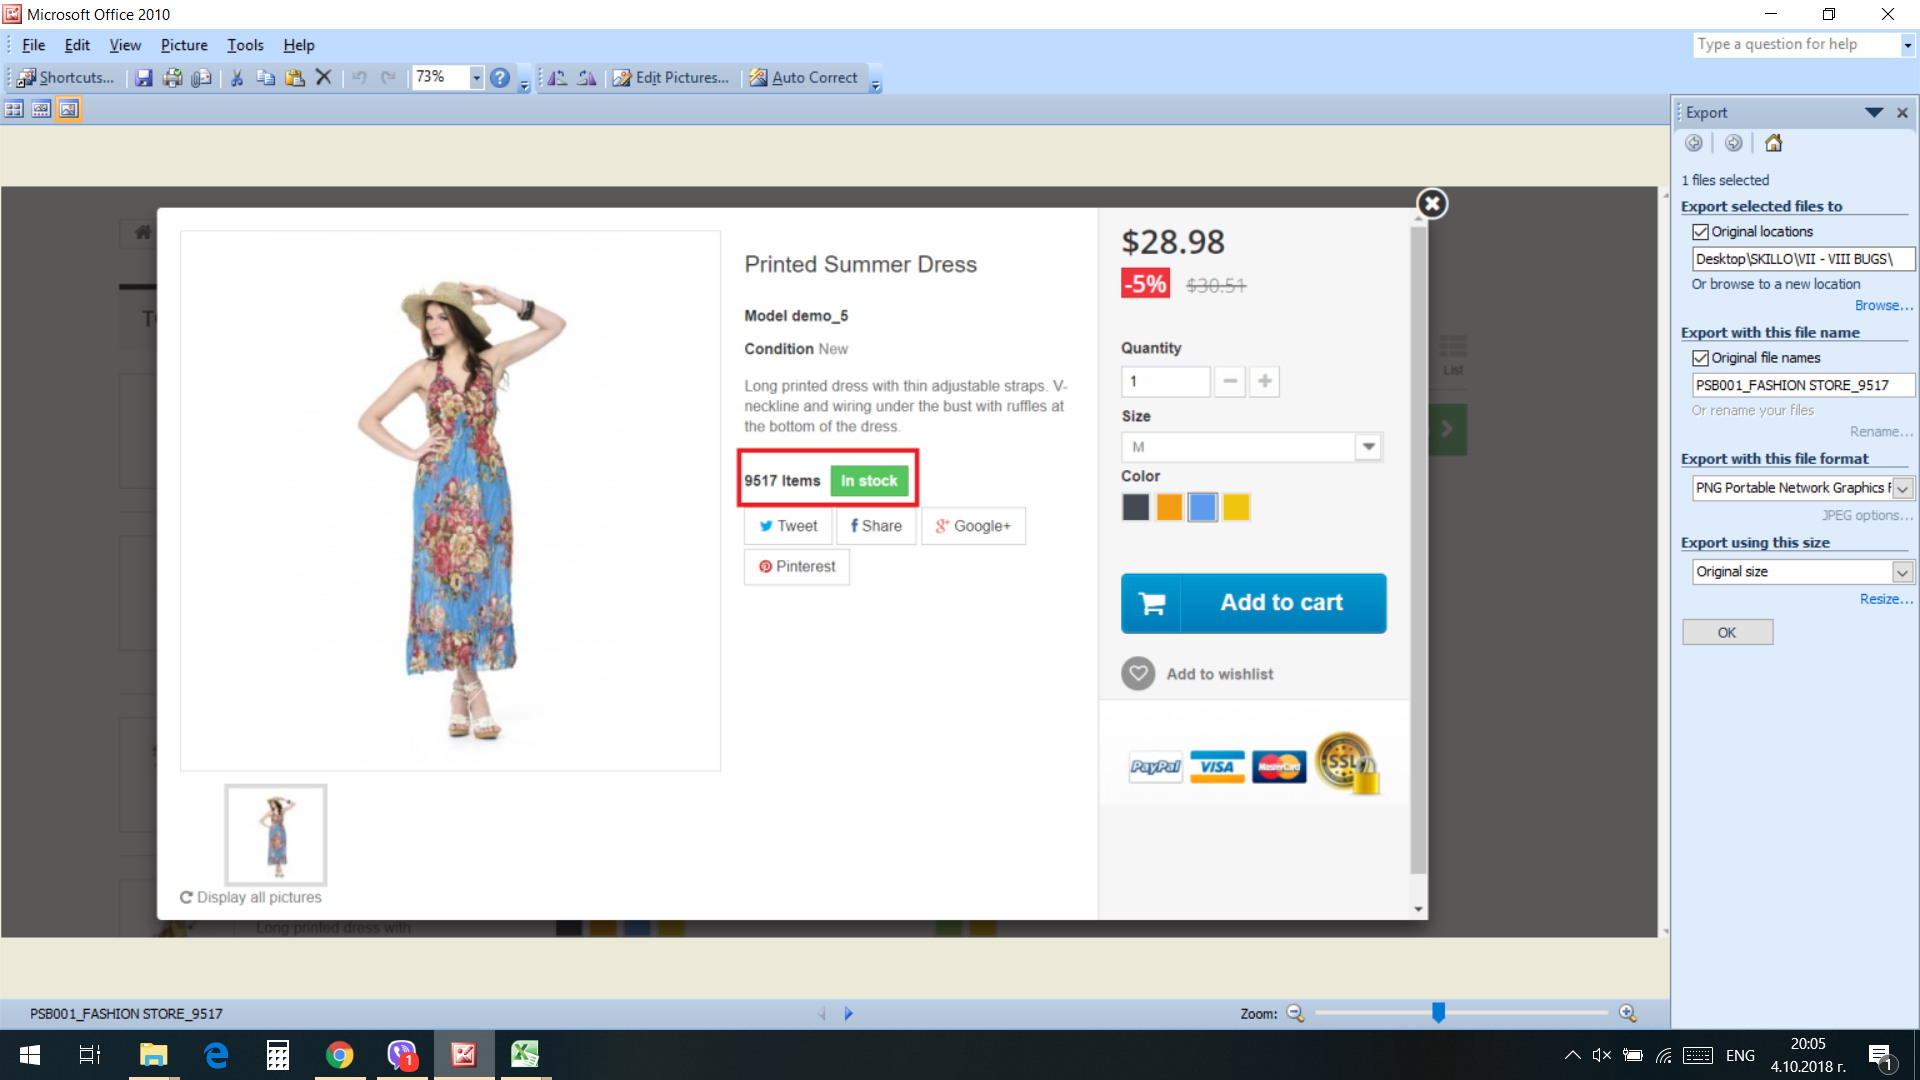 Microsoft Office 2010
File Edit View Picture Tools Help
Type a question for help
Shortcuts... 73% Edit Pictures... Auto Correct
Export
1 files selected
Export selected files to
Original locations
Desktop\SKILLO\VII - VIII BUGS\
Or browse to a new location
Browse...
Export with this file name
Original file names
PSB001_FASHION STORE_9517
Or rename your files
Rename...
Export with this file format
PNG Portable Network Graphics F
JPEG options...
Export using this size
Original size
Resize...
OK
Printed Summer Dress
Model demo_5
Condition New
Long printed dress with thin adjustable straps. V-
neckline and wiring under the bust with ruffles at
the bottom of the dress.
9517 Items In stock
Tweet Share Google+
Pinterest
Display all pictures
$28.98
-5% $30.51
Quantity
1
Size
M
Color
Add to cart
Add to wishlist
PayPal VISA MasterCard SSL
List
Long printed dress with
PSB001_FASHION STORE_9517
Zoom:
1
ENG
20:05
4.10.2018 г.
1